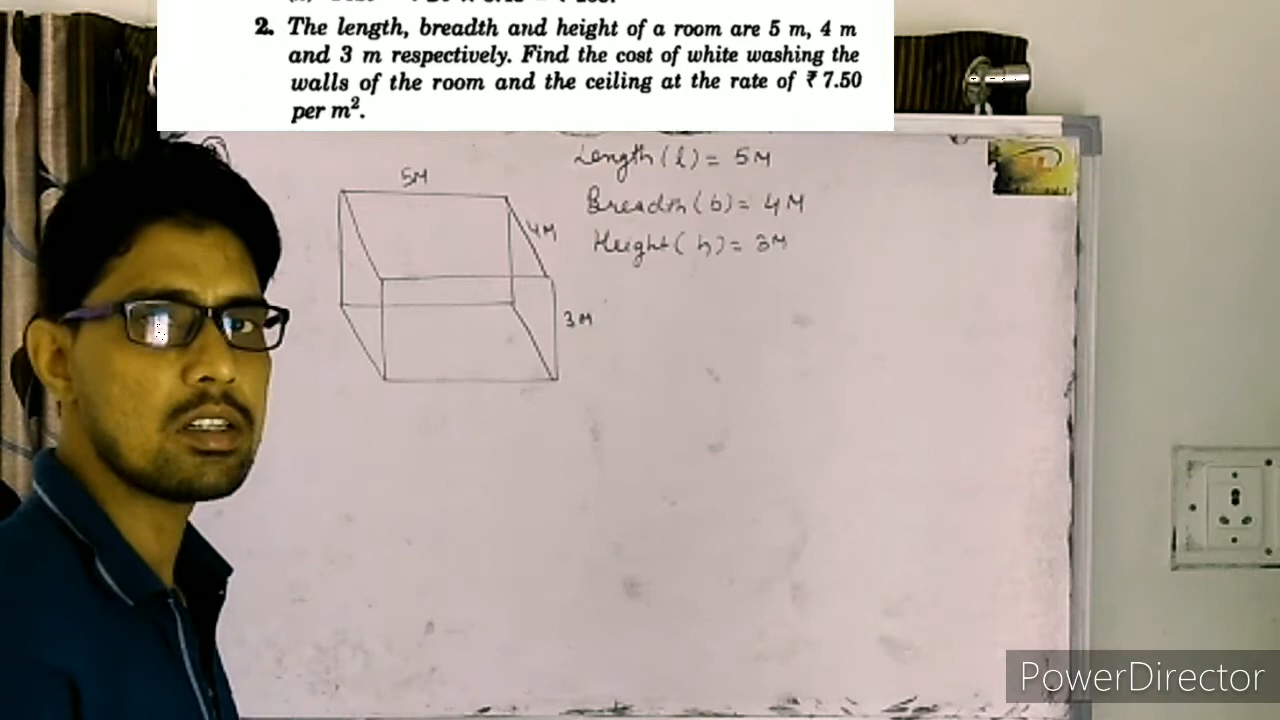 2. The length, breadth and height of a room are 5 m, 4 m
and 3 m respectively. Find the cost of white washing the
walls of the room and the ceiling at the rate of ₹ 7.50
per m².
Length (l) = 5M
Breadth (b) = 4M
Height (h) = 3M
5M
4M
3M
PowerDirector